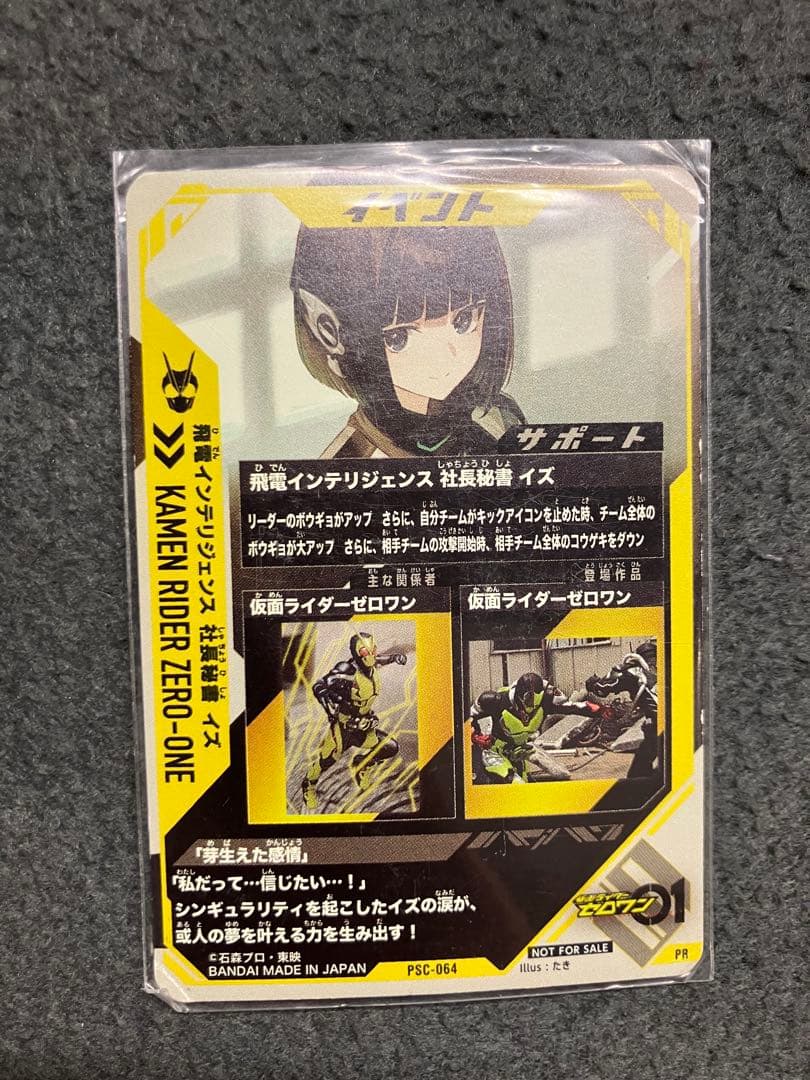 イベント
サポート
飛電インテリジェンス 社長秘書 イズ
リーダーのボウギョがアップ さらに、自分チームがキックアイコンを止めた時、チーム全体の
ボウギョが大アップ さらに、相手チームの攻撃開始時、相手チーム全体のコウゲキをダウン
主な関係者
登場作品
仮面ライダーゼロワン
仮面ライダーゼロワン
飛電インテリジェンス 社長秘書 イズ
KAMEN RIDER ZERO-ONE
「芽生えた感情」
「私だって…信じたい…！」
シンギュラリティを起こしたイズの涙が、
或人の夢を叶える力を生み出す！
©石森プロ・東映
BANDAI MADE IN JAPAN
PSC-064
仮面ライダー
ゼロワン
01
NOT FOR SALE
Illus：たき
PR